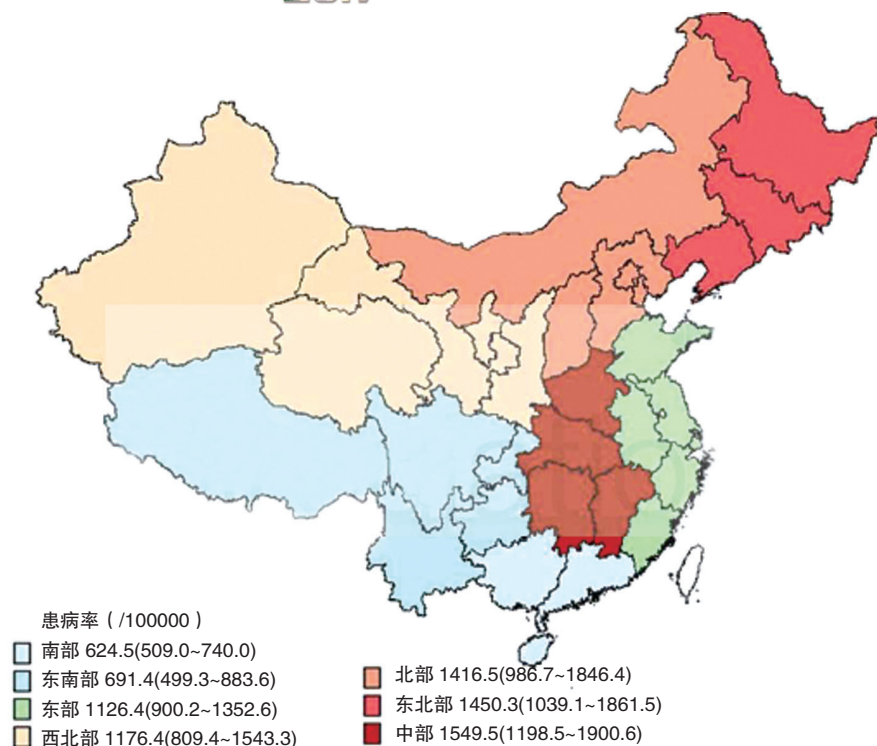 患病率（/100000）
南部 624.5(509.0~740.0)
东南部 691.4(499.3~883.6)
东部 1126.4(900.2~1352.6)
西北部 1176.4(809.4~1543.3)
北部 1416.5(986.7~1846.4)
东北部 1450.3(1039.1~1861.5)
中部 1549.5(1198.5~1900.6)